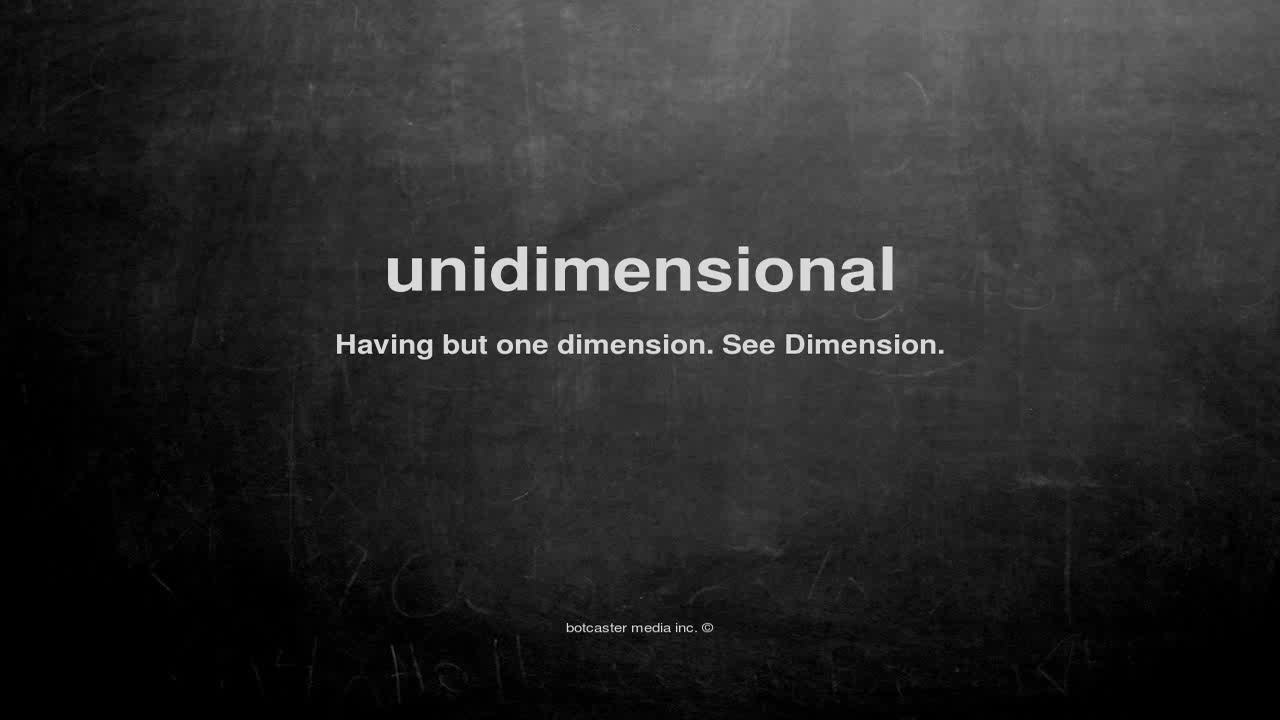 unidimensional
Having but one dimension. See Dimension.
botcaster media inc. ©